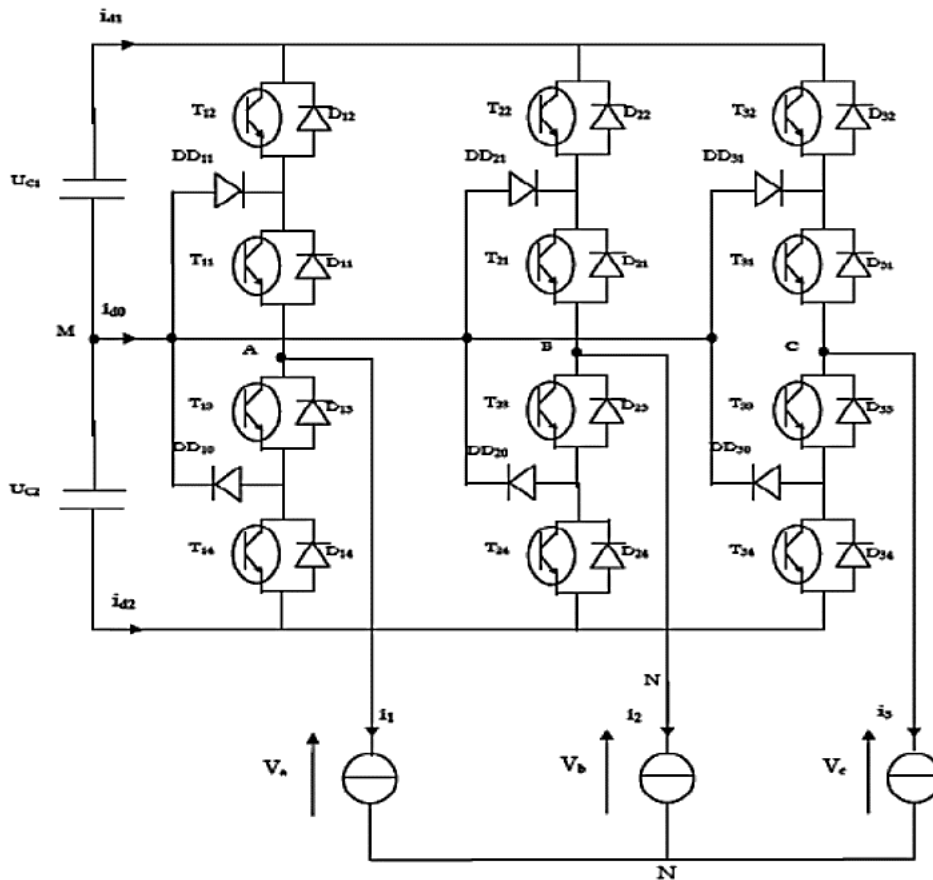 id1
T12 D12 T22 D22 T32 D32
DD11 DD21 DD31
UC1
T11 D11 T21 D21 T31 D31
id0
M A B C
T13 D13 T23 D23 T33 D33
DD10 DD20 DD30
UC2
T14 D14 T24 D24 T34 D34
id2
N
i1 i2 i3
Va Vb Vc
N